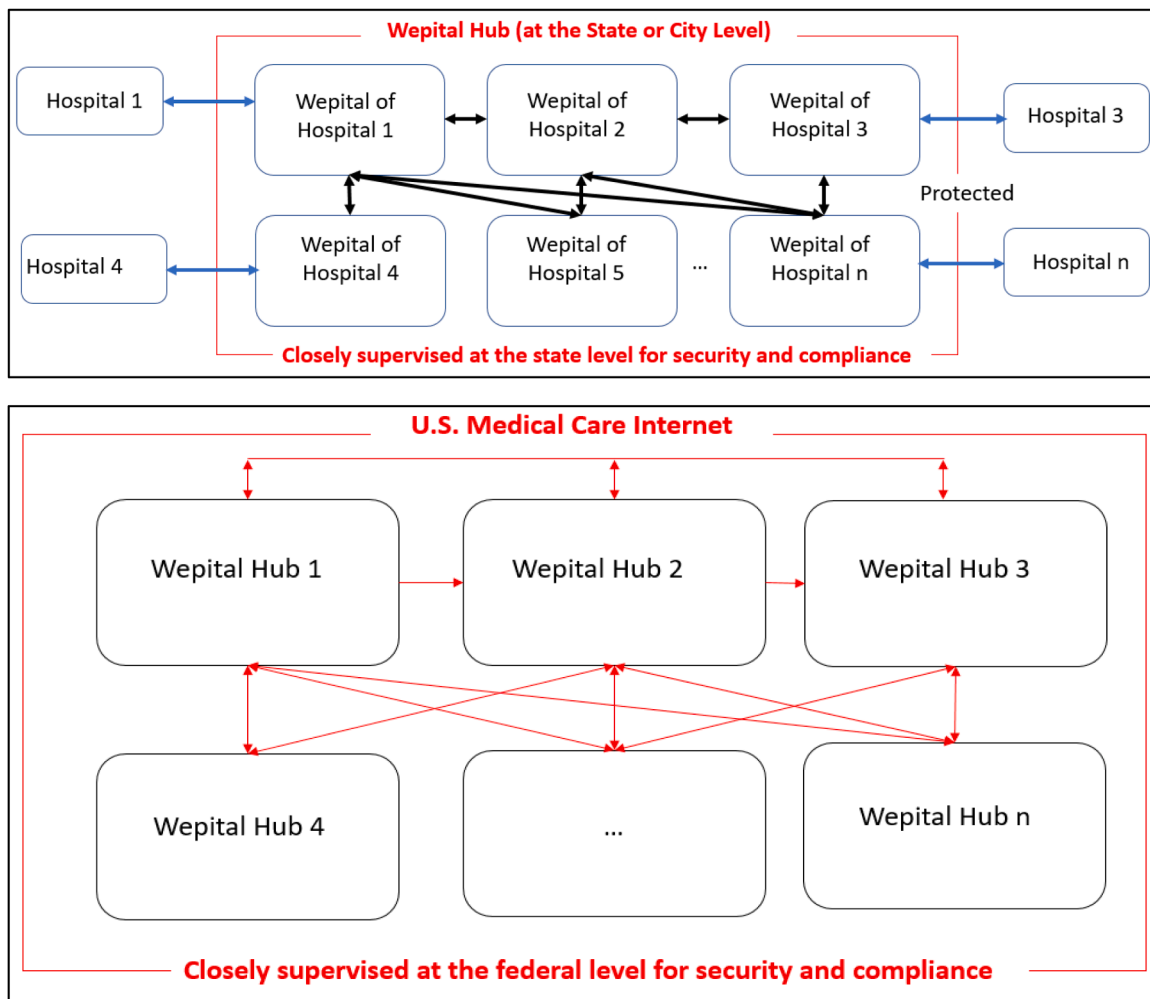 Wepital Hub (at the State or City Level)
Hospital 1
Wepital of
Hospital 1
Wepital of
Hospital 2
Wepital of
Hospital 3
Hospital 3
Protected
Hospital 4
Wepital of
Hospital 4
Wepital of
Hospital 5
...
Wepital of
Hospital n
Hospital n
Closely supervised at the state level for security and compliance
U.S. Medical Care Internet
Wepital Hub 1
Wepital Hub 2
Wepital Hub 3
Wepital Hub 4
...
Wepital Hub n
Closely supervised at the federal level for security and compliance